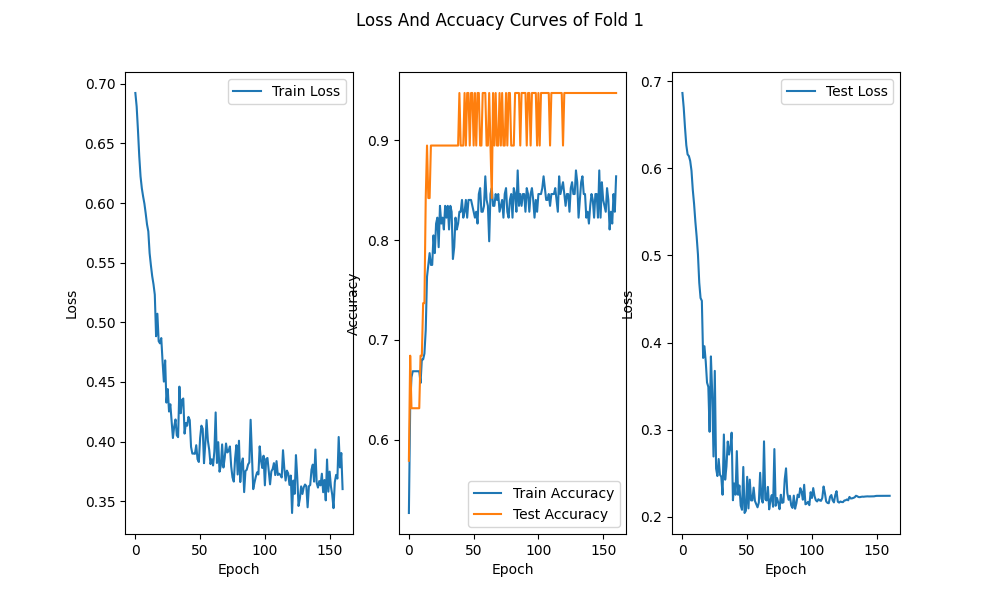 Loss And Accuacy Curves of Fold 1
0.70
0.65
0.60
0.55
0.50
0.45
0.40
0.35
Loss
0
50
100
150
Epoch
Train Loss
0.9
0.8
0.7
0.6
Accuracy
0
50
100
150
Epoch
Train Accuracy
Test Accuracy
0.7
0.6
0.5
0.4
0.3
0.2
Loss
0
50
100
150
Epoch
Test Loss